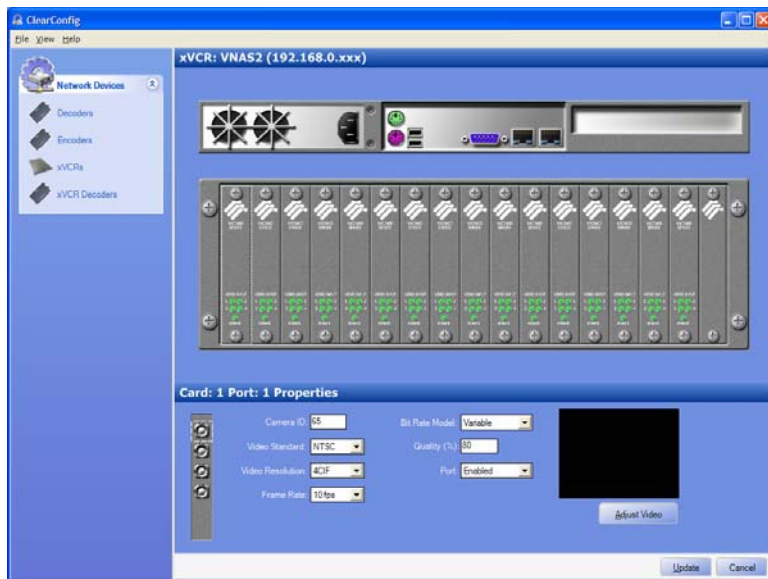 ClearConfig
File View Help
xVCR: VNAS2 (192.168.0.xxx)
Network Devices
Decoders
Encoders
xVCRs
xVCR Decoders
Card: 1 Port: 1 Properties
Camera ID: 65
Bit Rate Model: Variable
Video Standard: NTSC
Quality (%): 80
Video Resolution: 4CIF
Port: Enabled
Frame Rate: 10 fps
Adjust Video
Update Cancel